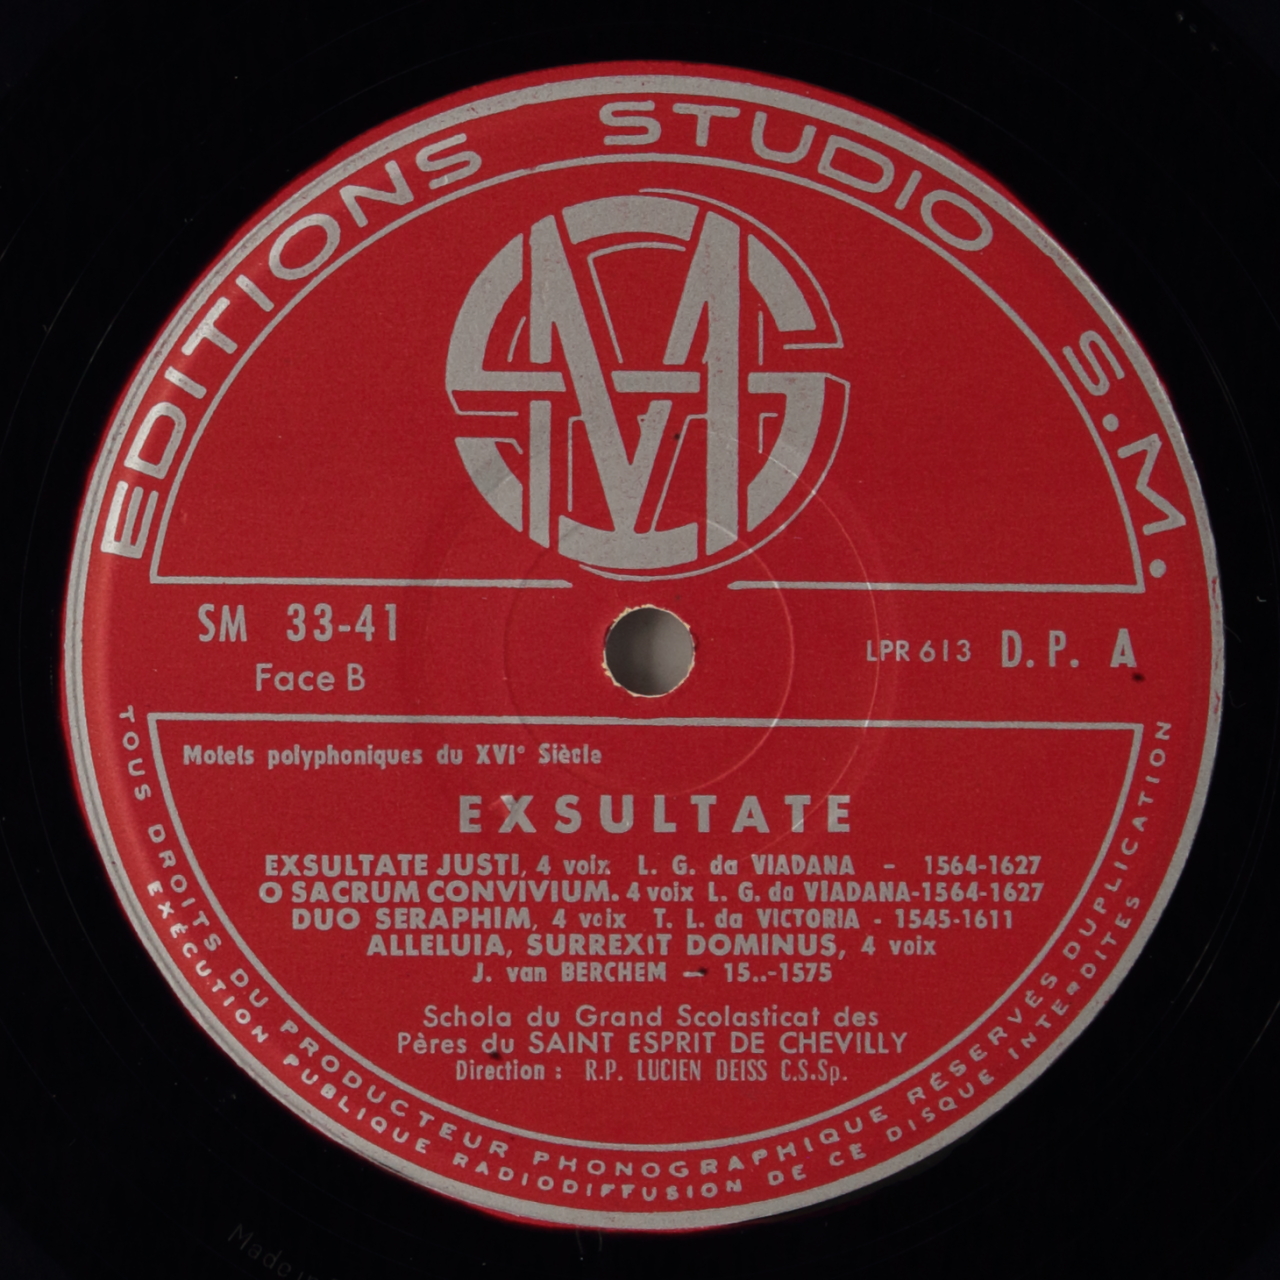 EDITIONS STUDIO S.M.
SM 33-41
Face B
LPR 613 D.P. A
Motets polyphoniques du XVIe Siècle
EXSULTATE
EXSULTATE JUSTI, 4 voix L. G. da VIADANA - 1564-1627
O SACRUM CONVIVIUM. 4 voix L. G. da VIADANA-1564-1627
DUO SERAPHIM, 4 voix T. L. da VICTORIA - 1545-1611
ALLELUIA, SURREXIT DOMINUS, 4 voix
J. van BERCHEM — 15..-1575
Schola du Grand Scolasticat des
Pères du SAINT ESPRIT DE CHEVILLY
Direction : R.P. LUCIEN DEISS C.S.Sp.
TOUS DROITS DU PRODUCTEUR PHONOGRAPHIQUE RÉSERVÉS DUPLICATION
EXÉCUTION PUBLIQUE RADIODIFFUSION DE CE DISQUE INTERDITES
Made in